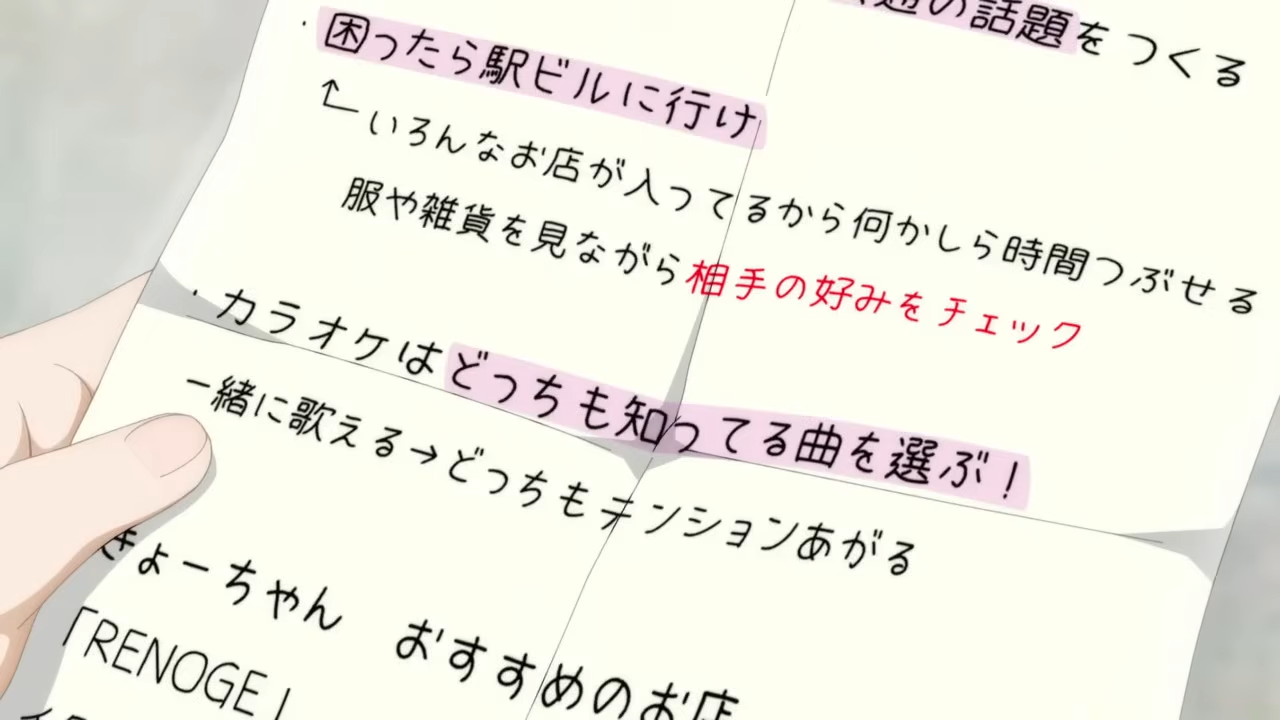 通の話題をつくる
・困ったら駅ビルに行け
いろんなお店が入ってるから何かしら時間つぶせる
服や雑貨を見ながら相手の好みをチェック
・カラオケはどっちも知ってる曲を選ぶ!
一緒に歌える→どっちもテンションあがる
きょーちゃん おすすめのお店
「RENOGE」